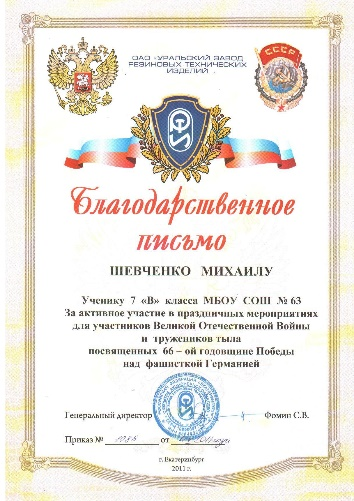 ОАО «УРАЛЬСКИЙ ЗАВОД
РЕЗИНОВЫХ ТЕХНИЧЕСКИХ
ИЗДЕЛИЙ»
СССР
Благодарственное
письмо
ШЕВЧЕНКО МИХАИЛУ
Ученику 7 «В» класса МБОУ СОШ № 63
За активное участие в праздничных мероприятиях
для участников Великой Отечественной Войны
и тружеников тыла
посвященных 66 – ой годовщине Победы
над фашисткой Германией
Генеральный директор Фомин С.В.
Приказ № от
г. Екатеринбург
2011 г.